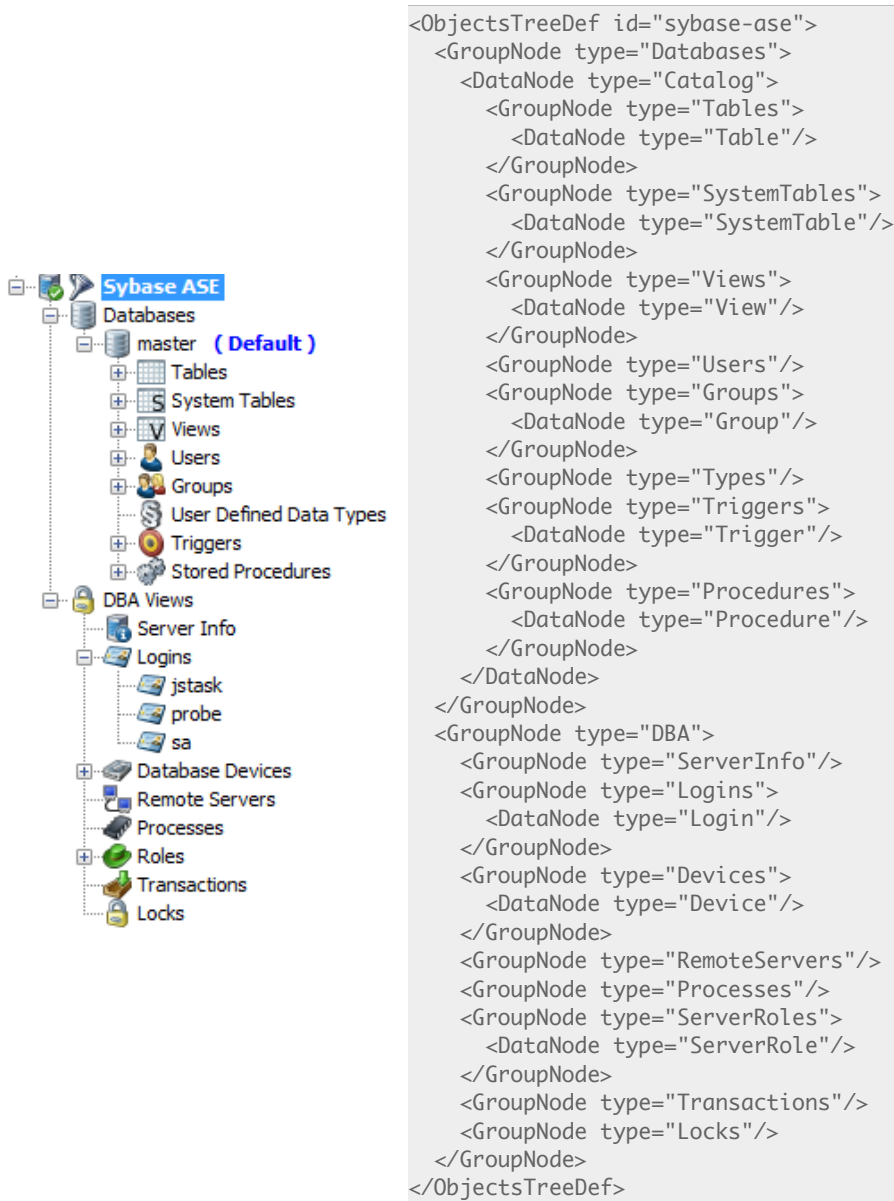 Sybase ASE
Databases
master ( Default )
Tables
S System Tables
V Views
Users
Groups
User Defined Data Types
Triggers
Stored Procedures
DBA Views
Server Info
Logins
jstask
probe
sa
Database Devices
Remote Servers
Processes
Roles
Transactions
Locks
<ObjectsTreeDef id="sybase-ase">
  <GroupNode type="Databases">
    <DataNode type="Catalog">
      <GroupNode type="Tables">
        <DataNode type="Table"/>
      </GroupNode>
      <GroupNode type="SystemTables">
        <DataNode type="SystemTable"/>
      </GroupNode>
      <GroupNode type="Views">
        <DataNode type="View"/>
      </GroupNode>
      <GroupNode type="Users"/>
      <GroupNode type="Groups">
        <DataNode type="Group"/>
      </GroupNode>
      <GroupNode type="Types"/>
      <GroupNode type="Triggers">
        <DataNode type="Trigger"/>
      </GroupNode>
      <GroupNode type="Procedures">
        <DataNode type="Procedure"/>
      </GroupNode>
    </DataNode>
  </GroupNode>
  <GroupNode type="DBA">
    <GroupNode type="ServerInfo"/>
    <GroupNode type="Logins">
      <DataNode type="Login"/>
    </GroupNode>
    <GroupNode type="Devices">
      <DataNode type="Device"/>
    </GroupNode>
    <GroupNode type="RemoteServers"/>
    <GroupNode type="Processes"/>
    <GroupNode type="ServerRoles">
      <DataNode type="ServerRole"/>
    </GroupNode>
    <GroupNode type="Transactions"/>
    <GroupNode type="Locks"/>
  </GroupNode>
</ObjectsTreeDef>